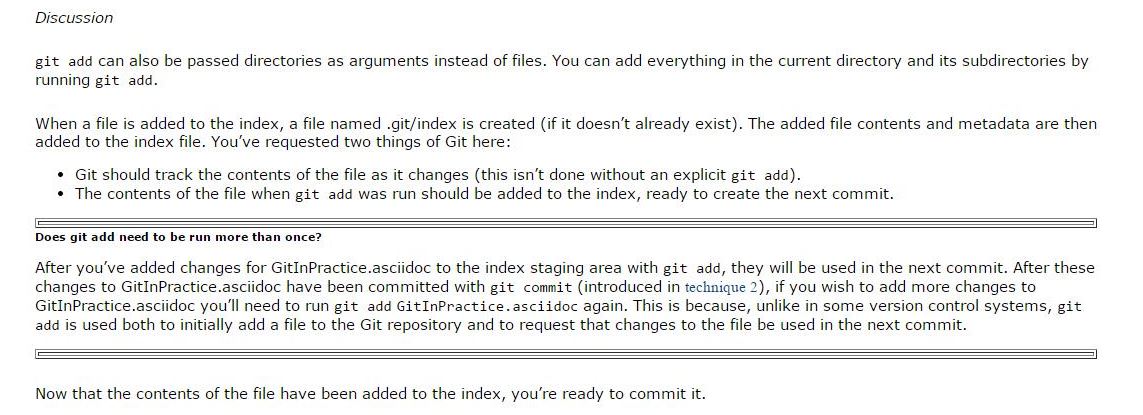 Discussion
git add can also be passed directories as arguments instead of files. You can add everything in the current directory and its subdirectories by
running git add.
When a file is added to the index, a file named .git/index is created (if it doesn’t already exist). The added file contents and metadata are then
added to the index file. You’ve requested two things of Git here:
• Git should track the contents of the file as it changes (this isn’t done without an explicit git add).
• The contents of the file when git add was run should be added to the index, ready to create the next commit.
Does git add need to be run more than once?
After you’ve added changes for GitInPractice.asciidoc to the index staging area with git add, they will be used in the next commit. After these
changes to GitInPractice.asciidoc have been committed with git commit (introduced in technique 2), if you wish to add more changes to
GitInPractice.asciidoc you’ll need to run git add GitInPractice.asciidoc again. This is because, unlike in some version control systems, git
add is used both to initially add a file to the Git repository and to request that changes to the file be used in the next commit.
Now that the contents of the file have been added to the index, you’re ready to commit it.